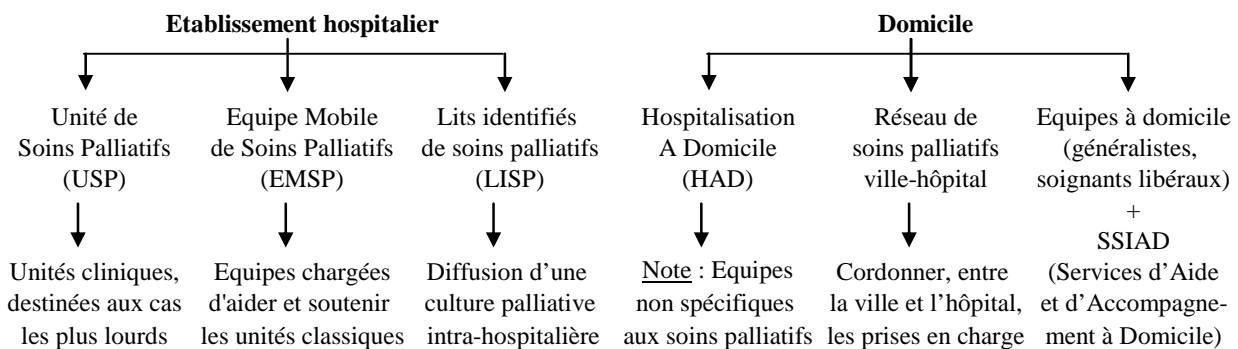 Etablissement hospitalier
Domicile
Unité de
Soins Palliatifs
(USP)
Equipe Mobile
de Soins Palliatifs
(EMSP)
Lits identifiés
de soins palliatifs
(LISP)
Hospitalisation
A Domicile
(HAD)
Réseau de
soins palliatifs
ville-hôpital
Equipes à domicile
(généralistes,
soignants libéraux)
+
SSIAD
(Services d’Aide
et d’Accompagne-
ment à Domicile)
Unités cliniques,
destinées aux cas
les plus lourds
Equipes chargées
d'aider et soutenir
les unités classiques
Diffusion d’une
culture palliative
intra-hospitalière
Note : Equipes
non spécifiques
aux soins palliatifs
Cordonner, entre
la ville et l’hôpital,
les prises en charge